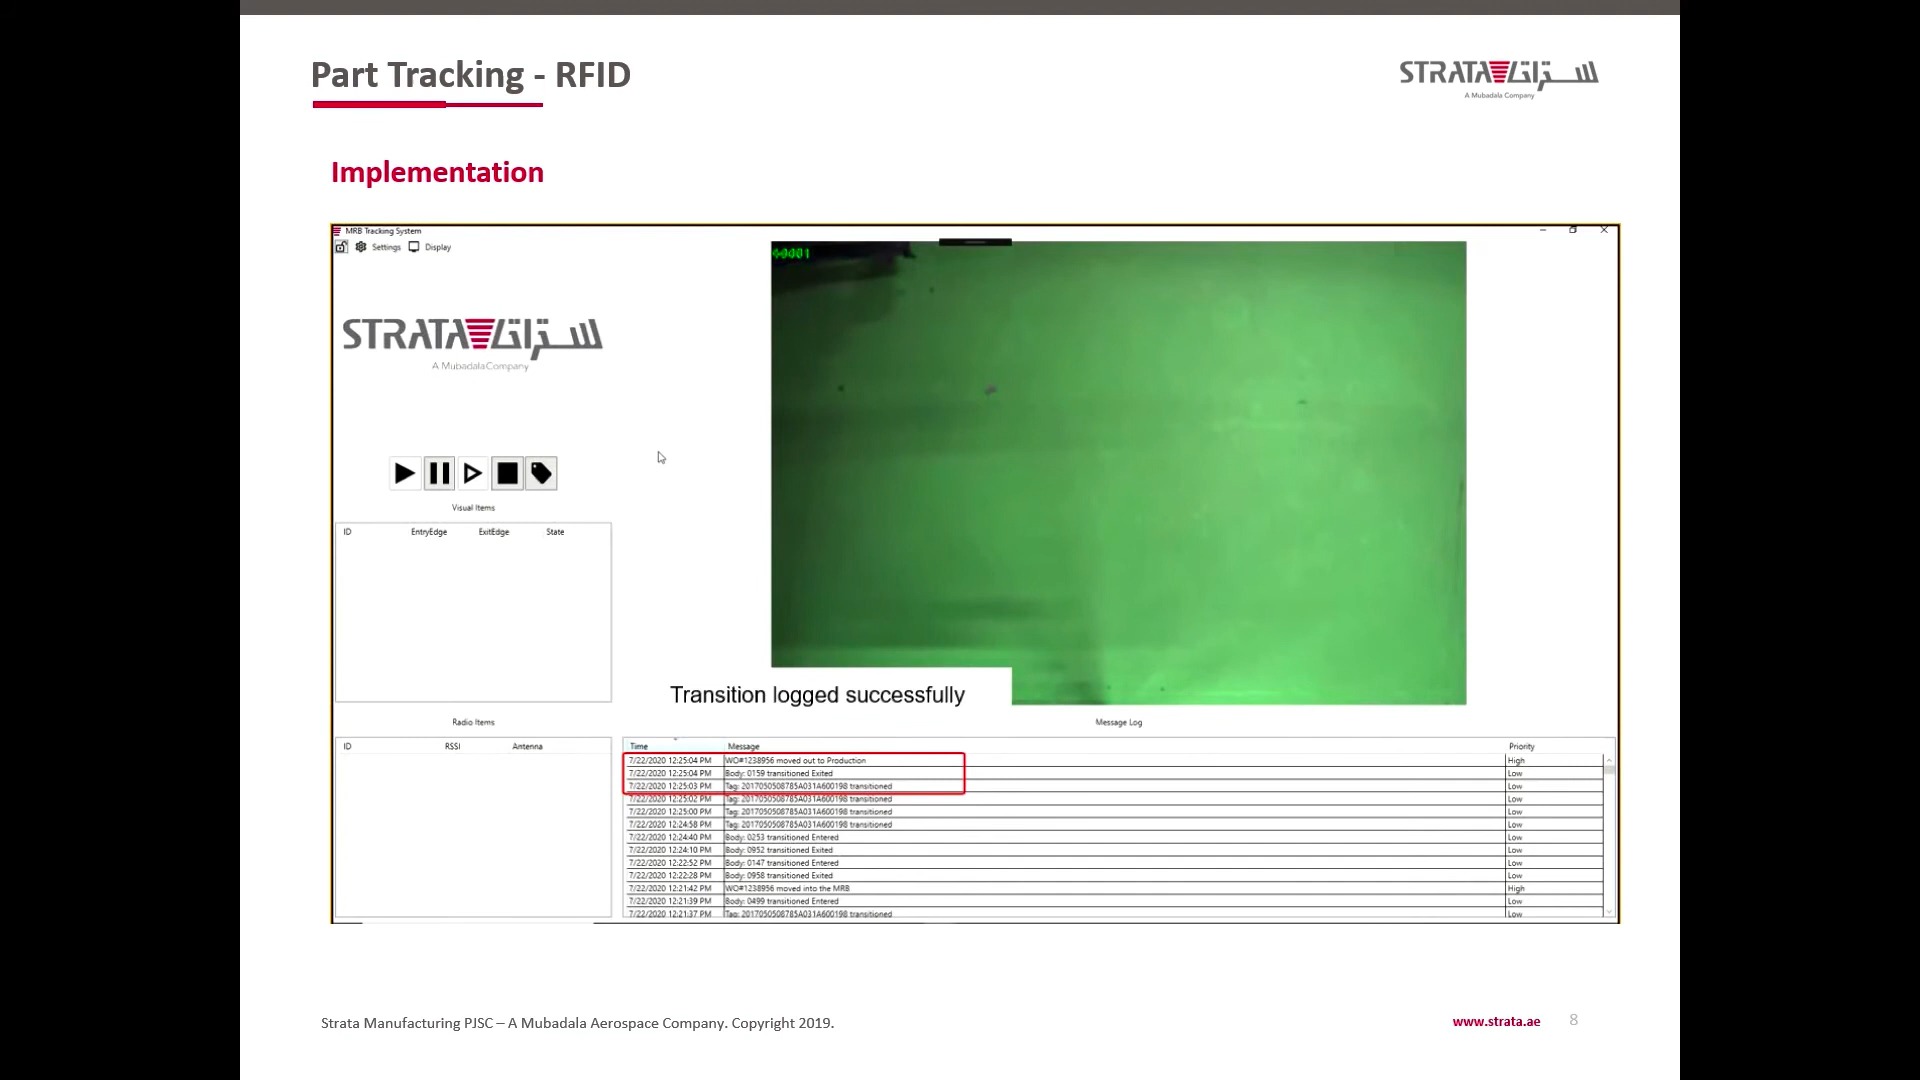 Part Tracking - RFID
STRATA ستراتا
A Mubadala Company
Implementation
MRB Tracking System
Settings Display
STRATA ستراتا
A Mubadala Company
Visual Items
ID EntryEdge ExitEdge State
Transition logged successfully
Radio Items
Message Log
ID RSSI Antenna
Time Message Priority
7/22/2020 12:25:04 PM WO#1238956 moved out to Production High
7/22/2020 12:25:04 PM Body: 0159 transitioned Exited Low
7/22/2020 12:25:03 PM Tag: 2017050508785A031A600198 transitioned Low
7/22/2020 12:25:02 PM Tag: 2017050508785A031A600198 transitioned Low
7/22/2020 12:25:00 PM Tag: 2017050508785A031A600198 transitioned Low
7/22/2020 12:24:58 PM Tag: 2017050508785A031A600198 transitioned Low
7/22/2020 12:24:40 PM Body: 0253 transitioned Entered Low
7/22/2020 12:24:10 PM Body: 0952 transitioned Exited Low
7/22/2020 12:22:52 PM Body: 0147 transitioned Entered Low
7/22/2020 12:22:28 PM Body: 0958 transitioned Exited Low
7/22/2020 12:21:42 PM WO#1238956 moved into the MRB High
7/22/2020 12:21:39 PM Body: 0499 transitioned Entered Low
7/22/2020 12:21:37 PM Tag: 2017050508785A031A600198 transitioned Low
Strata Manufacturing PJSC – A Mubadala Aerospace Company. Copyright 2019.
www.strata.ae 8